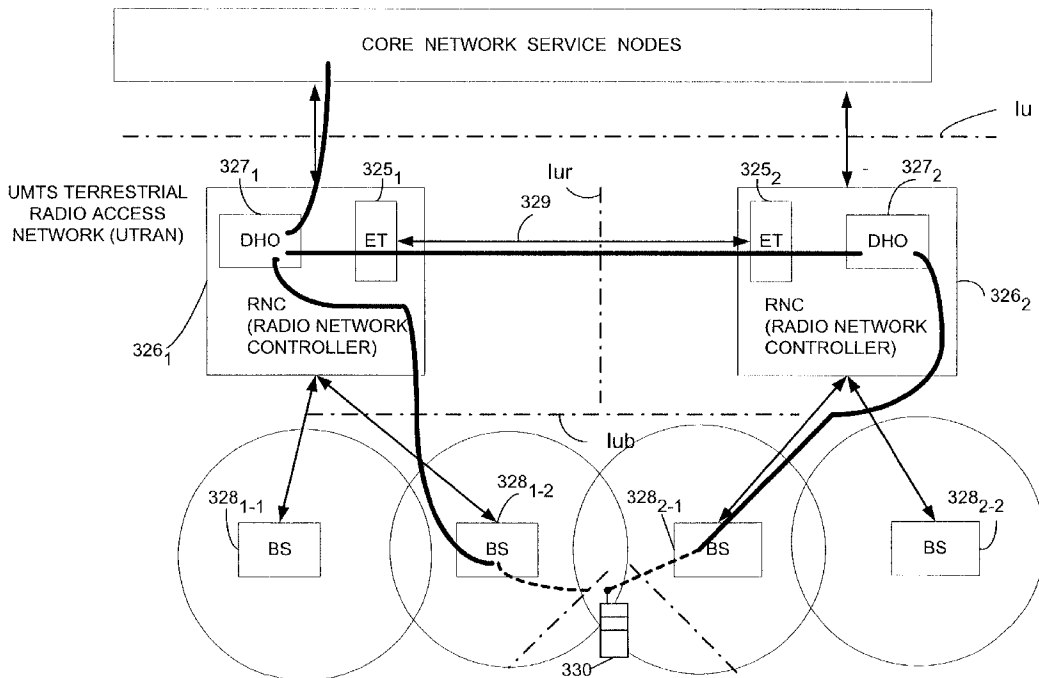 CORE NETWORK SERVICE NODES
Iu
UMTS TERRESTRIAL
RADIO ACCESS
NETWORK (UTRAN)
327₁
325₁
Iur
329
325₂
327₂
DHO
ET
ET
DHO
RNC
(RADIO NETWORK
CONTROLLER)
326₁
RNC
(RADIO NETWORK
CONTROLLER)
326₂
Iub
328₁₋₁
328₁₋₂
328₂₋₁
328₂₋₂
BS
BS
BS
BS
330